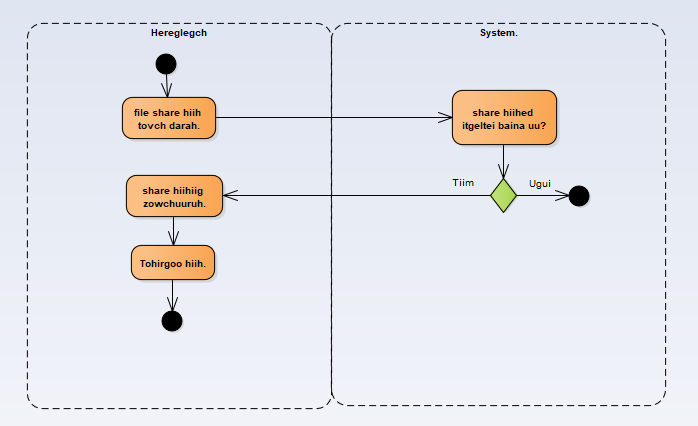 Hereglegch
System.
file share hiih
tovch darah.
share hiihed
itgeltei baina uu?
Tiim
Ugui
share hiihiig
zowchuuruh.
Tohirgoo hiih.